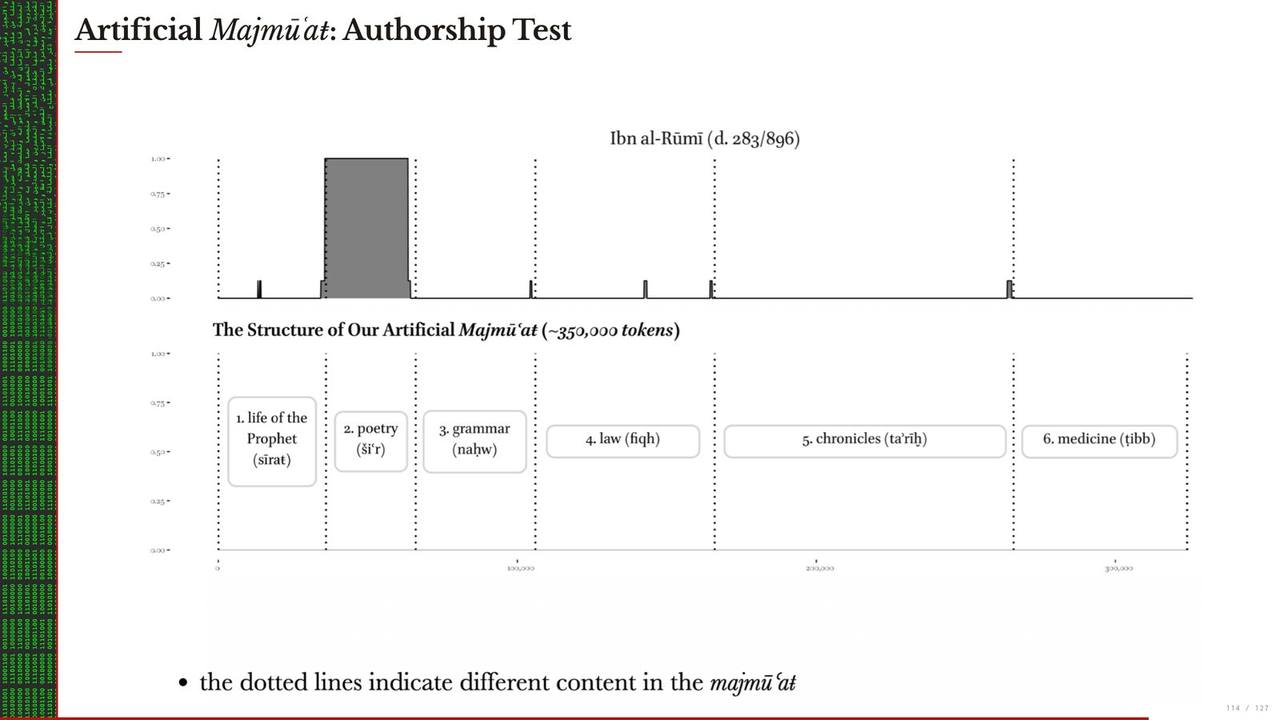 Artificial Majmūʿaŧ: Authorship Test
Ibn al-Rūmī (d. 283/896)
1.00
0.75
0.50
0.25
0.00
The Structure of Our Artificial Majmūʿaŧ (~350,000 tokens)
1.00
0.75
0.50
0.25
0.00
1. life of the
Prophet
(sīrat)
2. poetry
(šiʿr)
3. grammar
(naḥw)
4. law (fiqh)
5. chronicles (taʾrīḫ)
6. medicine (ṭibb)
0
100,000
200,000
300,000
• the dotted lines indicate different content in the majmūʿaŧ
114 / 127